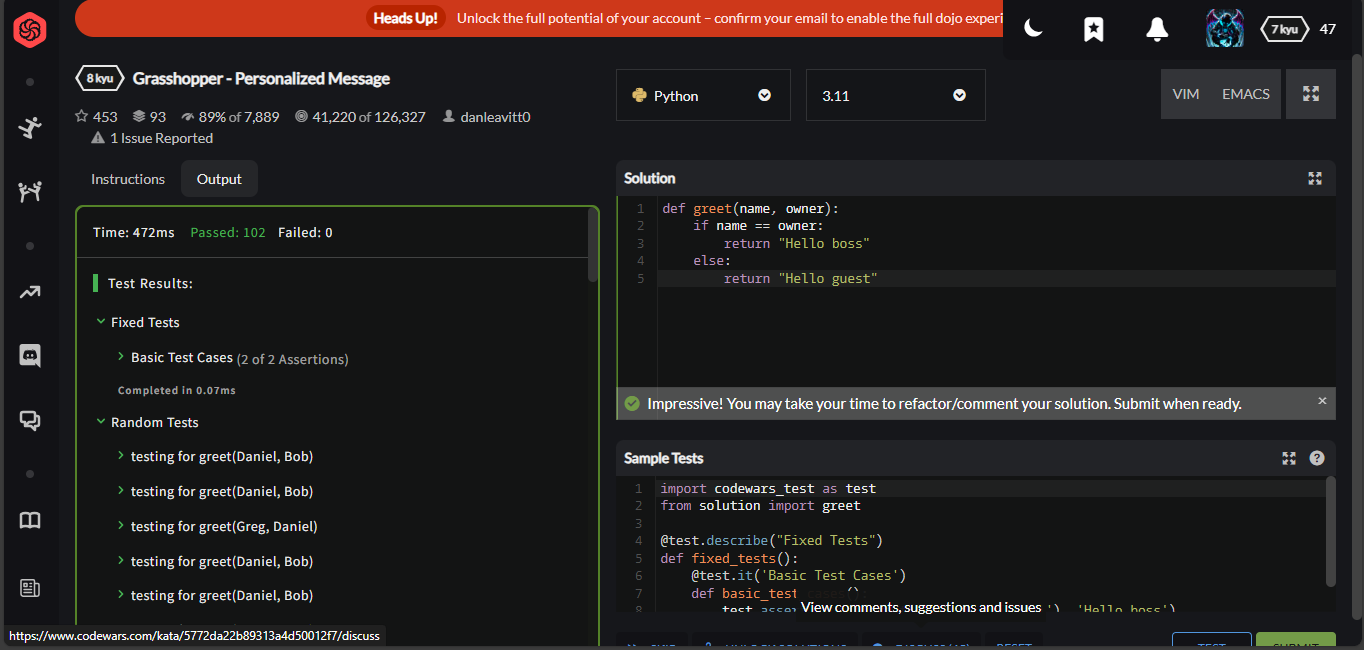 Heads Up! Unlock the full potential of your account – confirm your email to enable the full dojo experi
7 kyu 47
8 kyu Grasshopper - Personalized Message
453 93 89% of 7,889 41,220 of 126,327 danleavitt0
1 Issue Reported
Python
3.11
VIM EMACS
Instructions Output
Time: 472ms Passed: 102 Failed: 0
Test Results:
Fixed Tests
Basic Test Cases (2 of 2 Assertions)
Completed in 0.07ms
Random Tests
testing for greet(Daniel, Bob)
testing for greet(Daniel, Bob)
testing for greet(Greg, Daniel)
testing for greet(Daniel, Bob)
testing for greet(Daniel, Bob)
https://www.codewars.com/kata/5772da22b89313a4d50012f7/discuss
Solution
1 def greet(name, owner):
2 if name == owner:
3 return "Hello boss"
4 else:
5 return "Hello guest"
Impressive! You may take your time to refactor/comment your solution. Submit when ready. ×
Sample Tests ?
1 import codewars_test as test
2 from solution import greet
3
4 @test.describe("Fixed Tests")
5 def fixed_tests():
6 @test.it('Basic Test Cases')
7 def basic_test_cases():
8 'Hello boss')
View comments, suggestions and issues
RESET
TEST